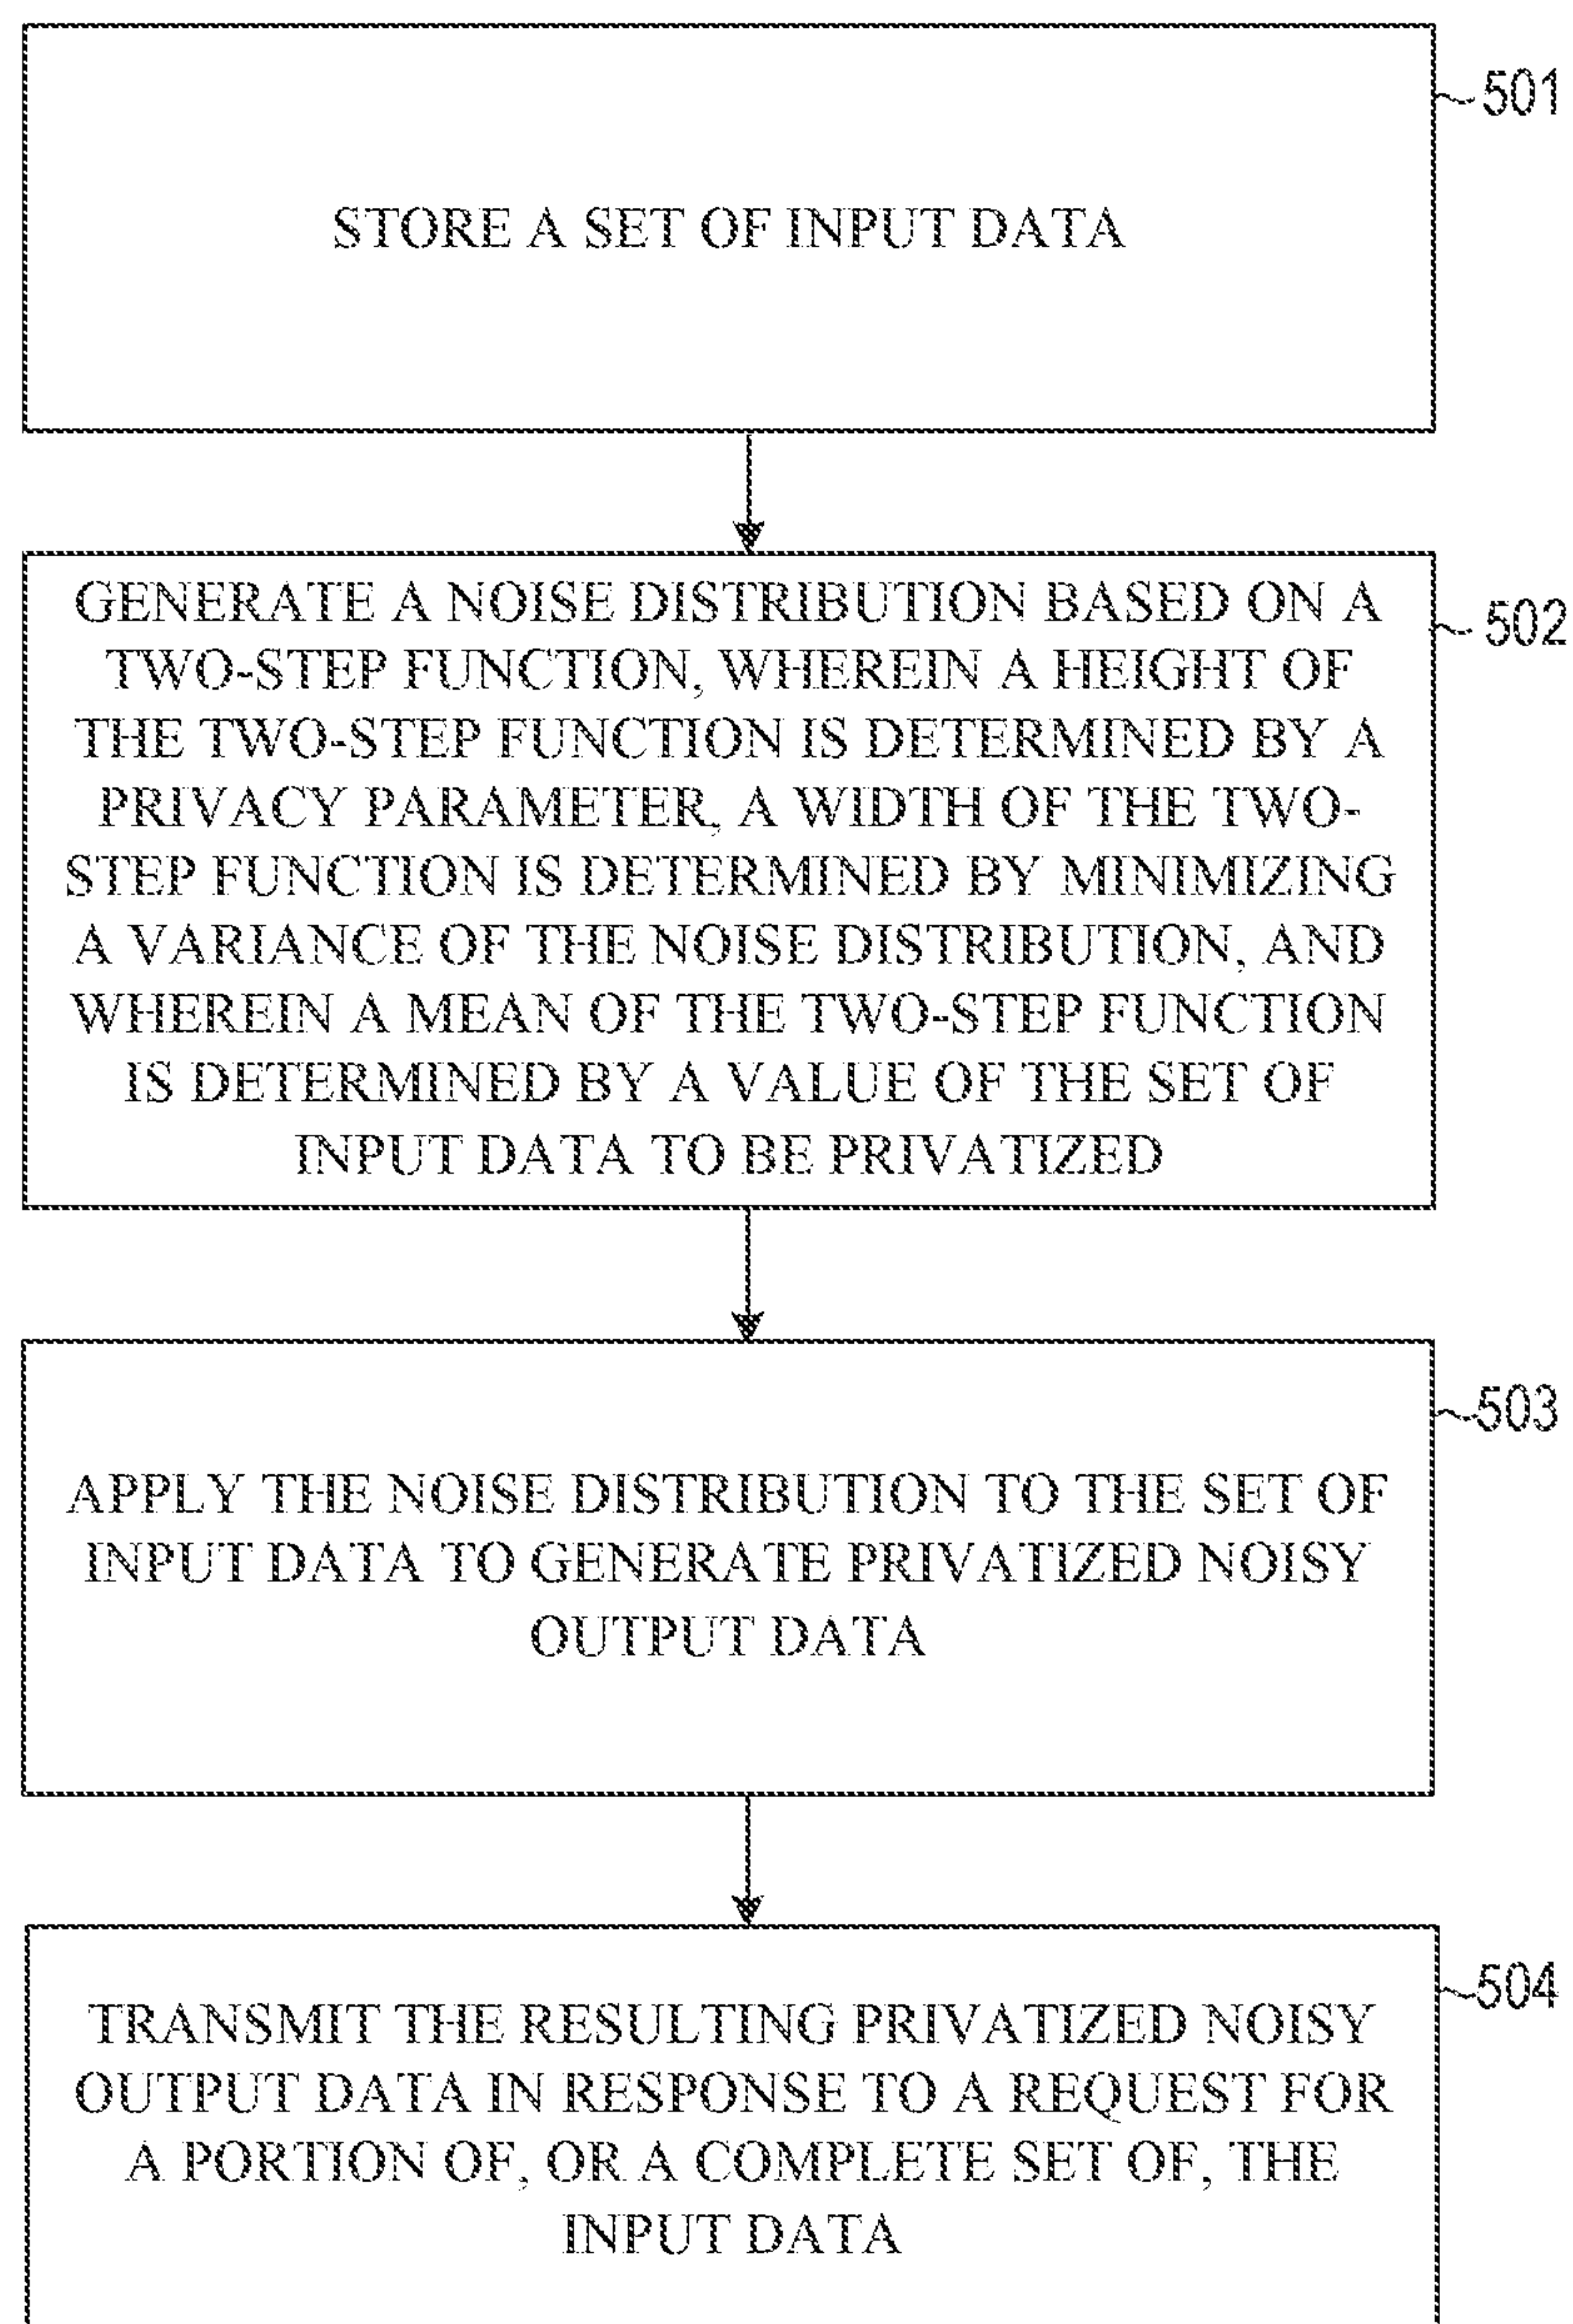 501
STORE A SET OF INPUT DATA
502
GENERATE A NOISE DISTRIBUTION BASED ON A
TWO-STEP FUNCTION, WHEREIN A HEIGHT OF
THE TWO-STEP FUNCTION IS DETERMINED BY A
PRIVACY PARAMETER, A WIDTH OF THE TWO-
STEP FUNCTION IS DETERMINED BY MINIMIZING
A VARIANCE OF THE NOISE DISTRIBUTION, AND
WHEREIN A MEAN OF THE TWO-STEP FUNCTION
IS DETERMINED BY A VALUE OF THE SET OF
INPUT DATA TO BE PRIVATIZED
503
APPLY THE NOISE DISTRIBUTION TO THE SET OF
INPUT DATA TO GENERATE PRIVATIZED NOISY
OUTPUT DATA
504
TRANSMIT THE RESULTING PRIVATIZED NOISY
OUTPUT DATA IN RESPONSE TO A REQUEST FOR
A PORTION OF, OR A COMPLETE SET OF, THE
INPUT DATA